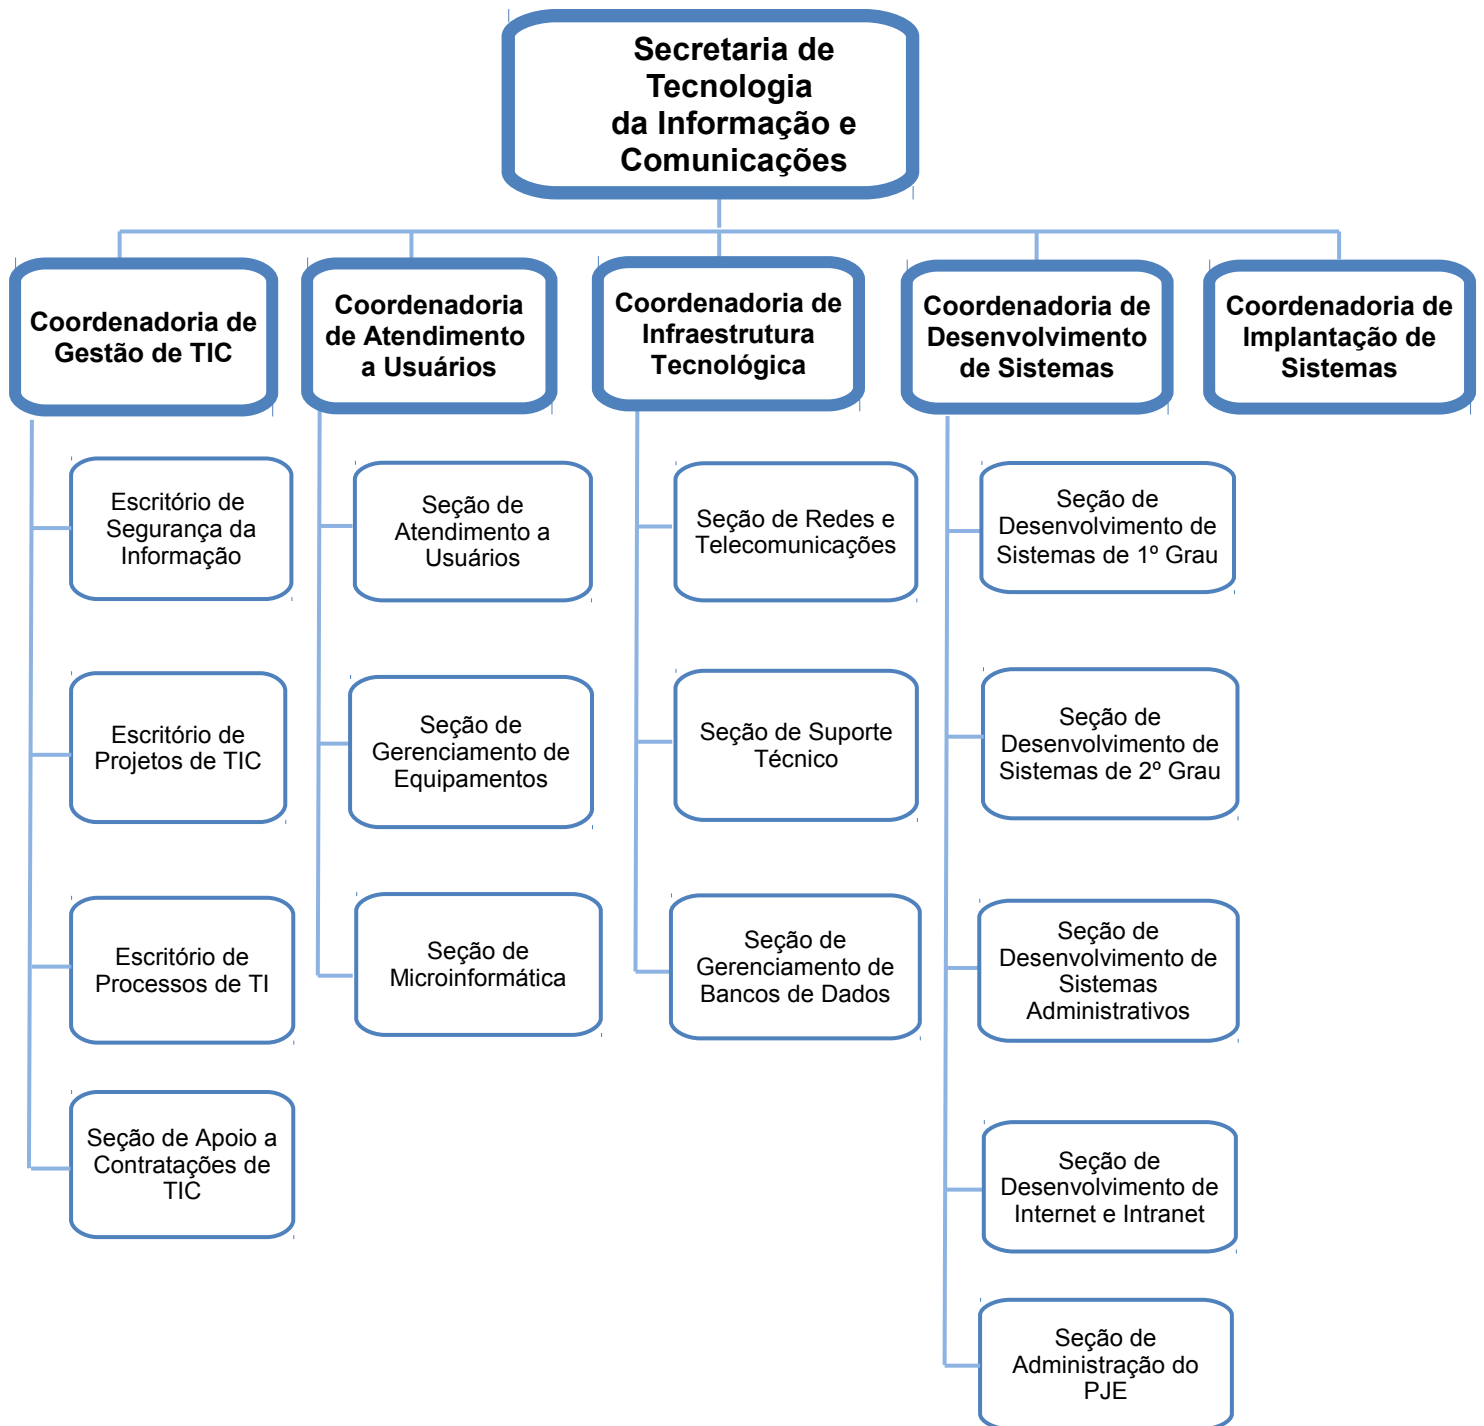 Secretaria de
Tecnologia
da Informação e
Comunicações
Coordenadoria de
Gestão de TIC
Coordenadoria
de Atendimento
a Usuários
Coordenadoria de
Infraestrutura
Tecnológica
Coordenadoria de
Desenvolvimento
de Sistemas
Coordenadoria de
Implantação de
Sistemas
Escritório de
Segurança da
Informação
Seção de
Atendimento a
Usuários
Seção de Redes e
Telecomunicações
Seção de
Desenvolvimento de
Sistemas de 1º Grau
Escritório de
Projetos de TIC
Seção de
Gerenciamento de
Equipamentos
Seção de Suporte
Técnico
Seção de
Desenvolvimento de
Sistemas de 2º Grau
Escritório de
Processos de TI
Seção de
Microinformática
Seção de
Gerenciamento de
Bancos de Dados
Seção de
Desenvolvimento de
Sistemas
Administrativos
Seção de Apoio a
Contratações de
TIC
Seção de
Desenvolvimento de
Internet e Intranet
Seção de
Administração do
PJE